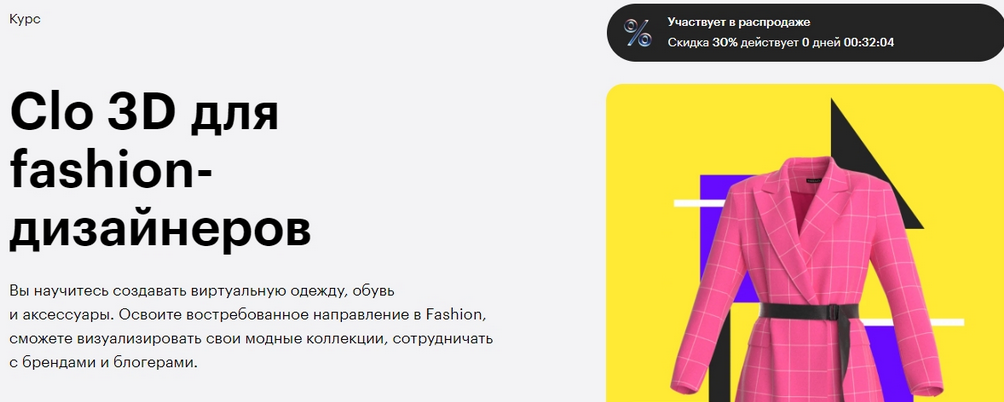 Курс
Участвует в распродаже
Скидка 30% действует 0 дней 00:32:04
Clo 3D для
fashion-
дизайнеров
Вы научитесь создавать виртуальную одежду, обувь
и аксессуары. Освоите востребованное направление в Fashion,
сможете визуализировать свои модные коллекции, сотрудничать
с брендами и блогерами.